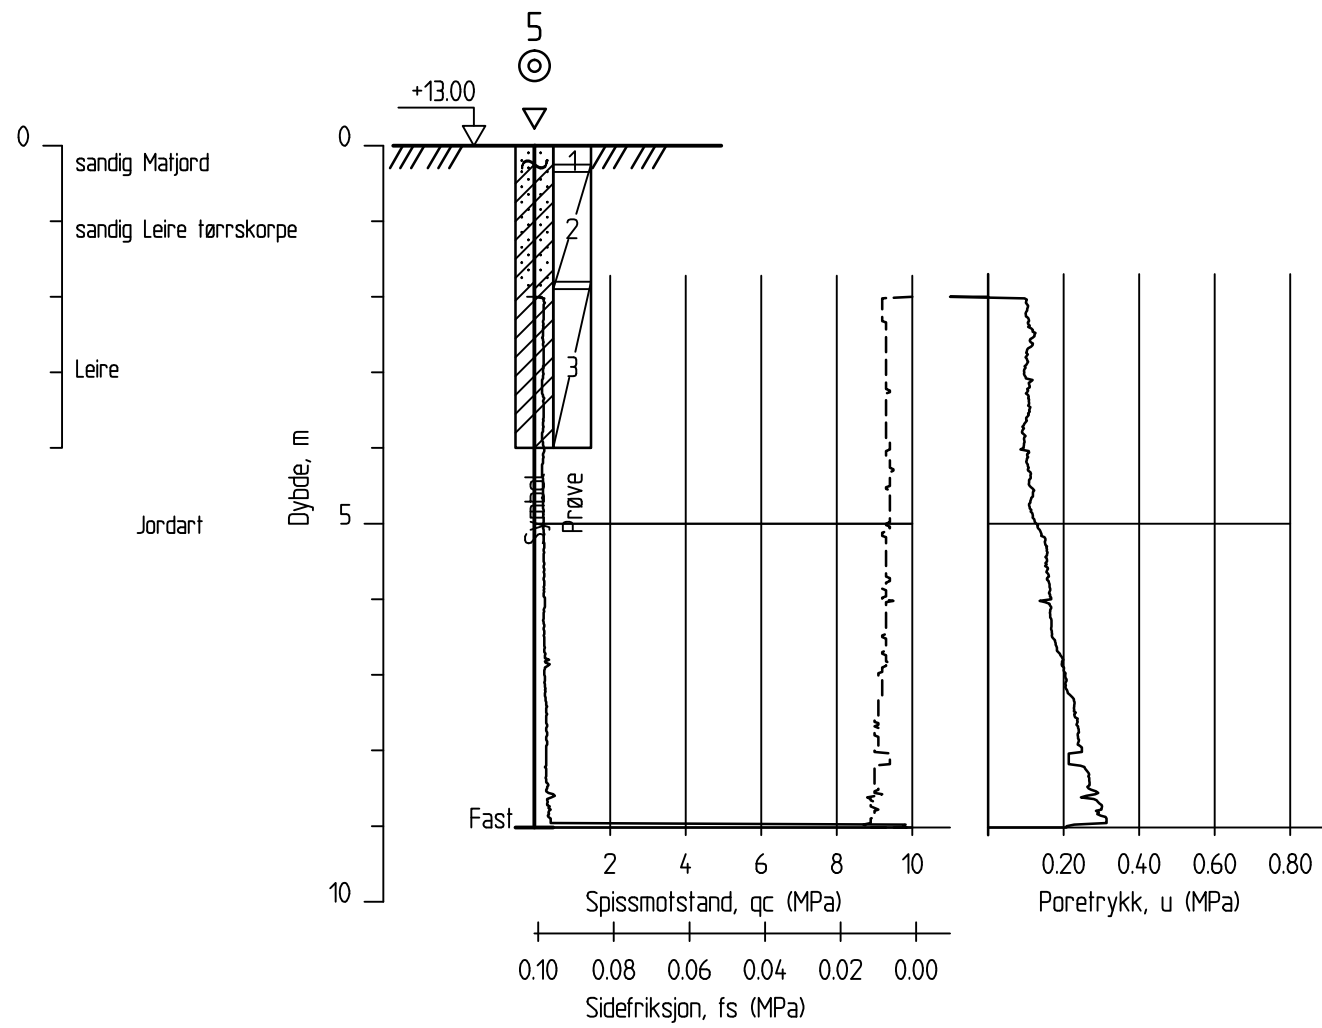 5
+13.00
0
0
sandig Matjord
1
sandig Leire tørrskorpe
2
Leire
3
Symbol
Prøve
Dybde, m
5
Jordart
Fast
10
2 4 6 8 10
Spissmotstand, qc (MPa)
0.20 0.40 0.60 0.80
Poretrykk, u (MPa)
0.10 0.08 0.06 0.04 0.02 0.00
Sidefriksjon, fs (MPa)